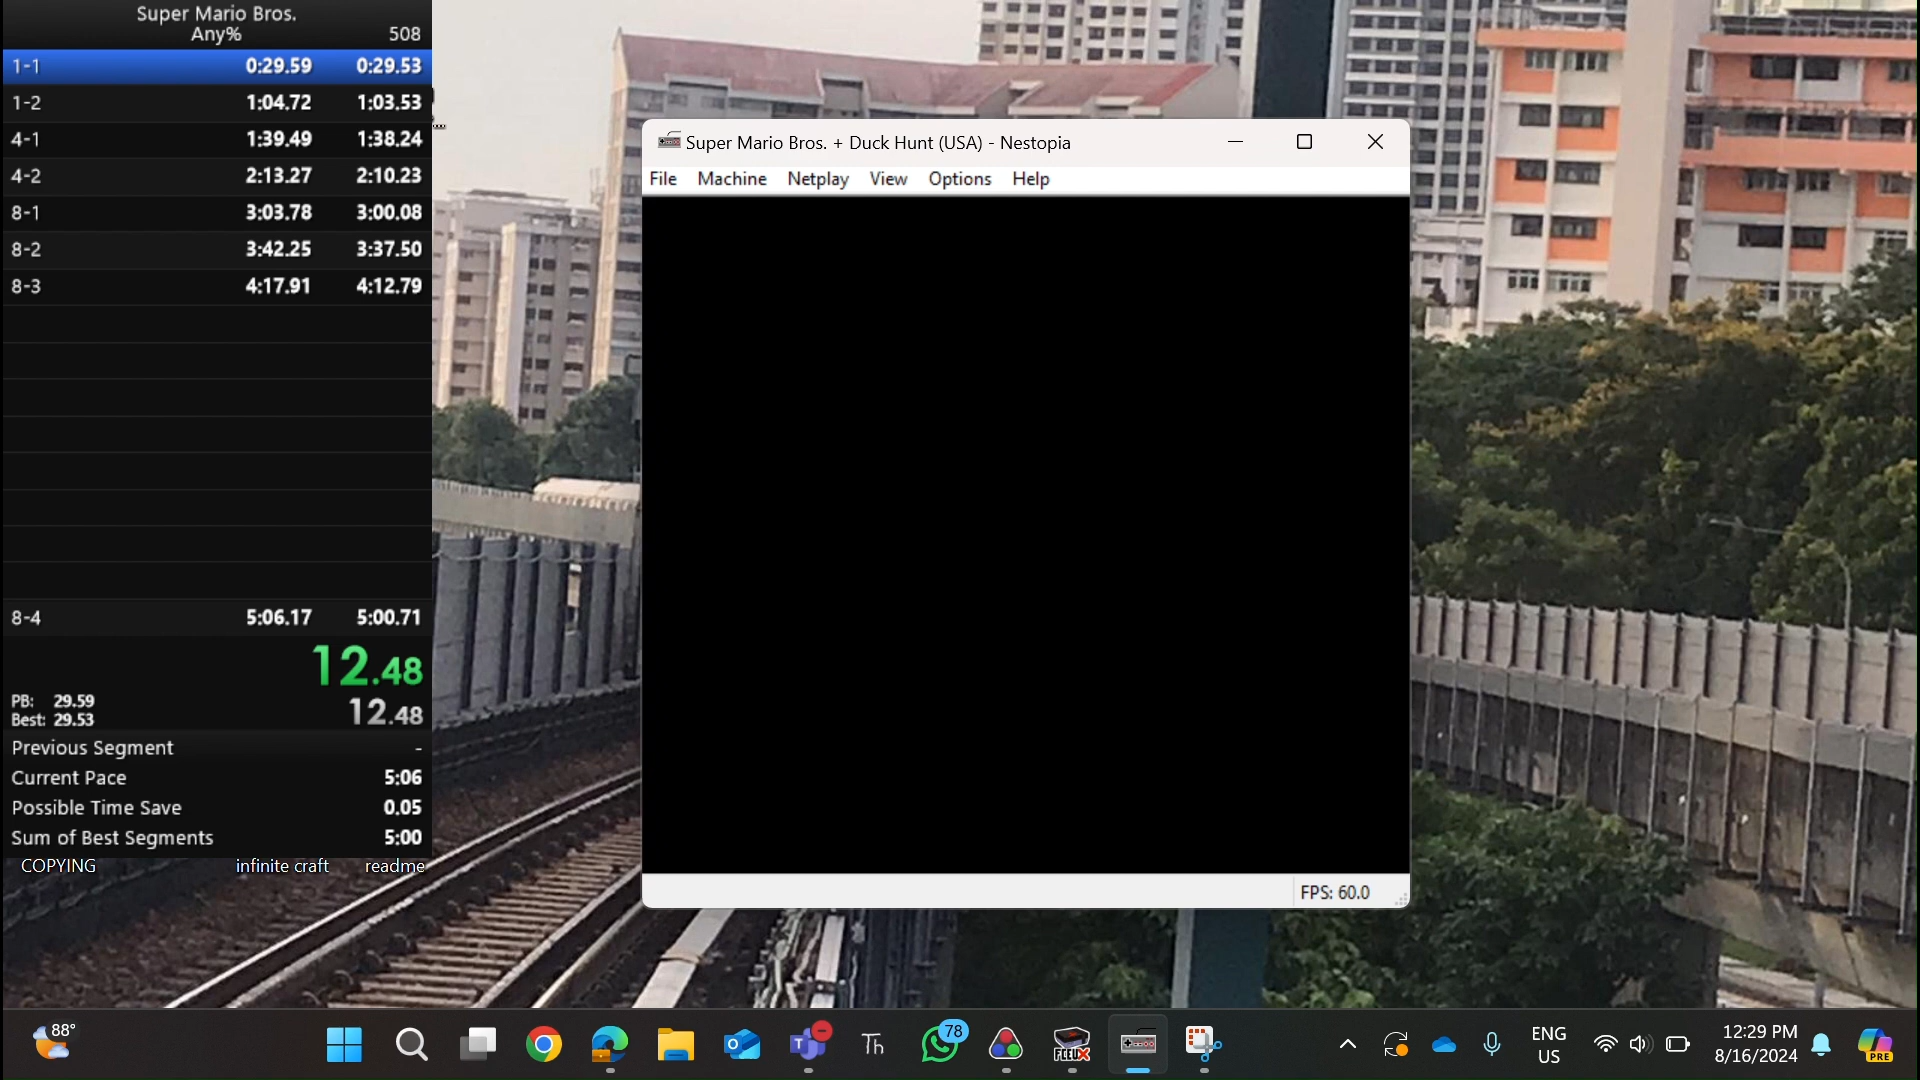 Super Mario Bros.
Any% 508
1-1 0:29.59 0:29.53
1-2 1:04.72 1:03.53
4-1 1:39.49 1:38.24
4-2 2:13.27 2:10.23
8-1 3:03.78 3:00.08
8-2 3:42.25 3:37.50
8-3 4:17.91 4:12.79
8-4 5:06.17 5:00.71
12.48
PB: 29.59
Best: 29.53
12.48
Previous Segment -
Current Pace 5:06
Possible Time Save 0.05
Sum of Best Segments 5:00
COPYING infinite craft readme
Super Mario Bros. + Duck Hunt (USA) - Nestopia
File Machine Netplay View Options Help
FPS: 60.0
88°
T
Th
78
FCEUX
ENG
US
12:29 PM
8/16/2024
PRE